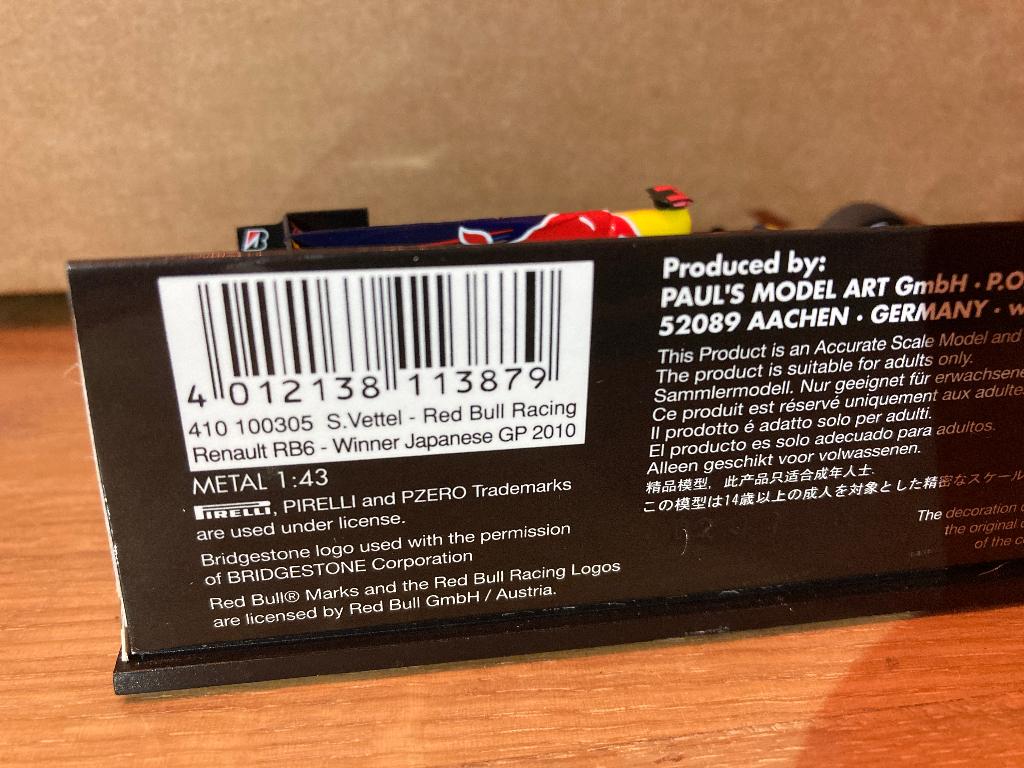 4 012138 113879
410 100305 S.Vettel - Red Bull Racing
Renault RB6 - Winner Japanese GP 2010
METAL 1:43
PIRELLI, PIRELLI and PZERO Trademarks
are used under license.
Bridgestone logo used with the permission
of BRIDGESTONE Corporation
Red Bull® Marks and the Red Bull Racing Logos
are licensed by Red Bull GmbH / Austria.
Produced by:
PAUL'S MODEL ART GmbH · P.O
52089 AACHEN · GERMANY · w
This Product is an Accurate Scale Model and
The product is suitable for adults only.
Sammlermodell. Nur geeignet für erwachsene
Ce produit est réservé uniquement aux adultes
Il prodotto é adatto solo per adulti.
El producto es solo adecuado para adultos.
Alleen geschikt voor volwassenen.
精品模型，此产品只适合成年人士.
この模型は14歳以上の成人を対象とした精密なスケール
The decoration
the original
of the c